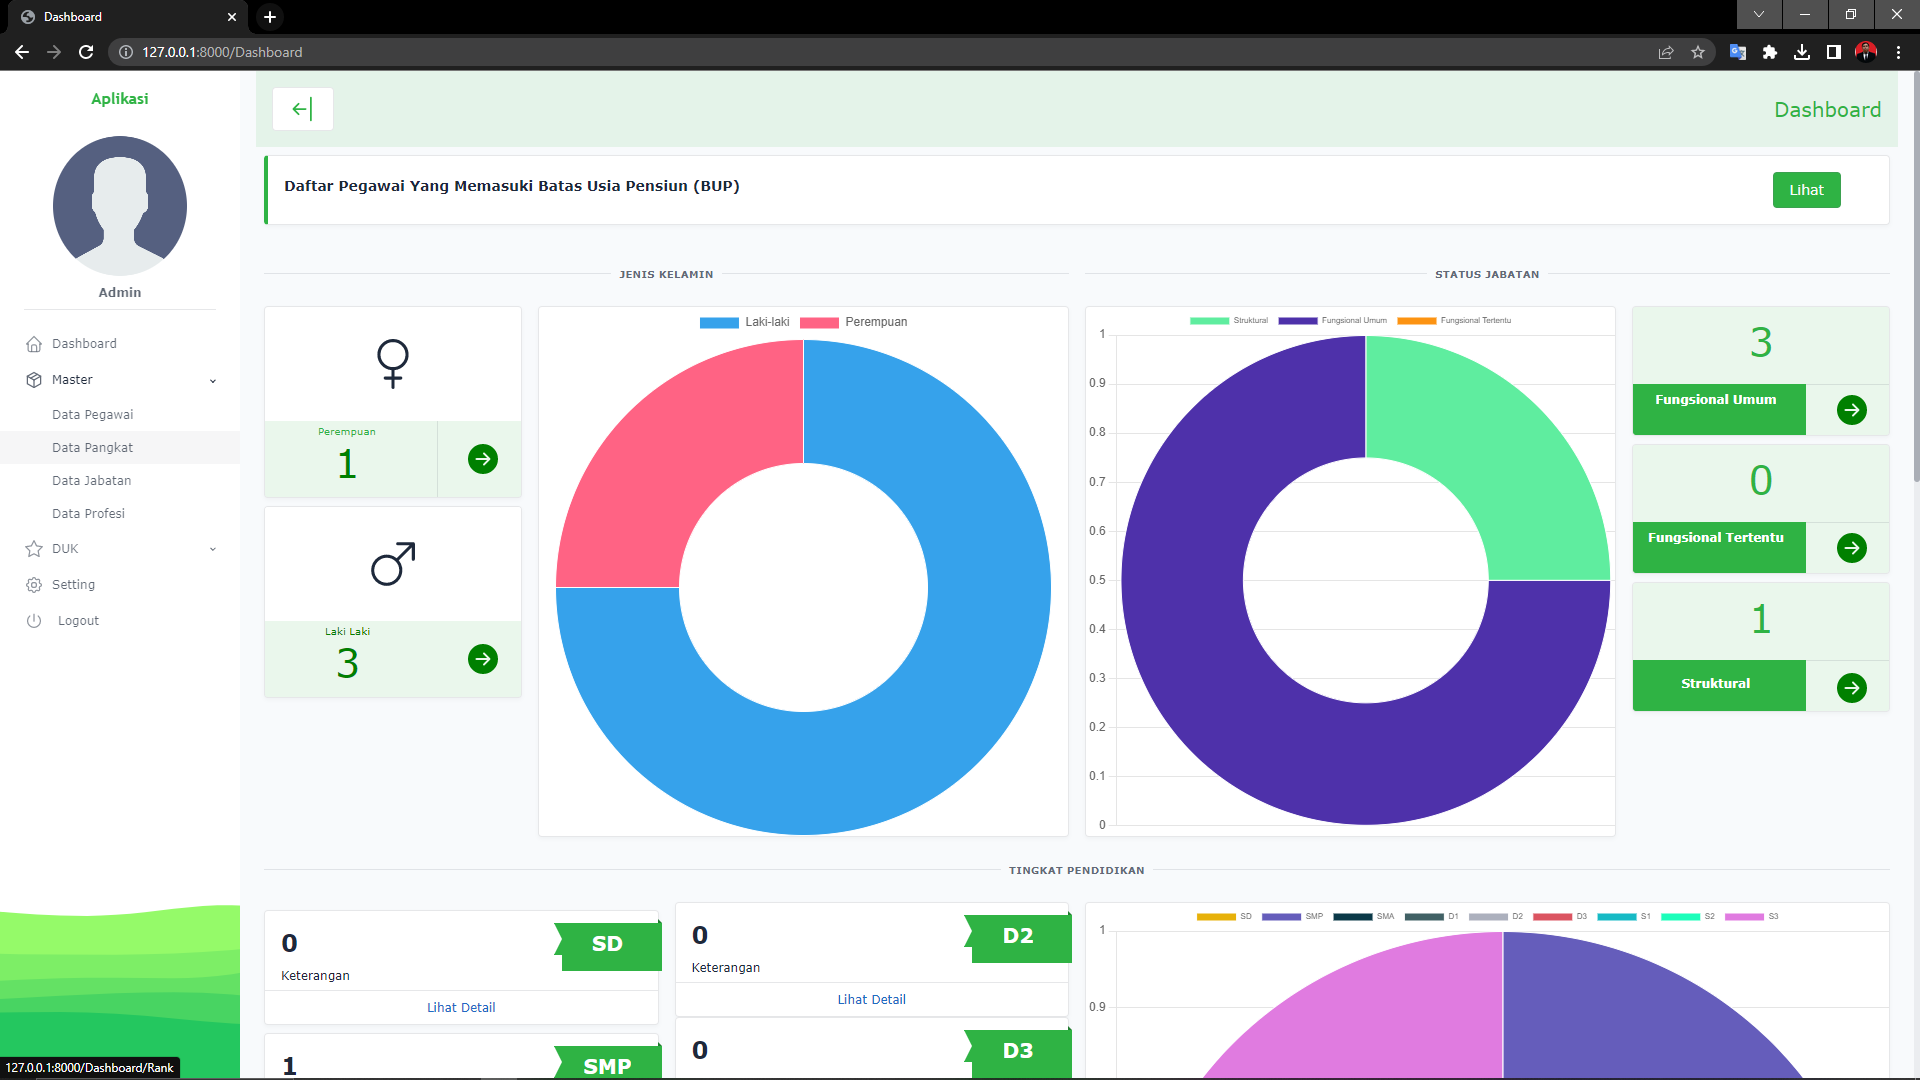 Dashboard
127.0.0.1:8000/Dashboard
Aplikasi
Admin
Dashboard
Master
Data Pegawai
Data Pangkat
Data Jabatan
Data Profesi
DUK
Setting
Logout
127.0.0.1:8000/Dashboard/Rank
Dashboard
Daftar Pegawai Yang Memasuki Batas Usia Pensiun (BUP)
Lihat
JENIS KELAMIN
Perempuan
1
Laki Laki
3
Laki-laki Perempuan
STATUS JABATAN
Struktural Fungsional Umum Fungsional Tertentu
1
0.9
0.8
0.7
0.6
0.5
0.4
0.3
0.2
0.1
0
3
Fungsional Umum
0
Fungsional Tertentu
1
Struktural
TINGKAT PENDIDIKAN
0
SD
Keterangan
Lihat Detail
1
SMP
0
D2
Keterangan
Lihat Detail
0
D3
SD SMP SMA D1 D2 D3 S1 S2 S3
1
0.9